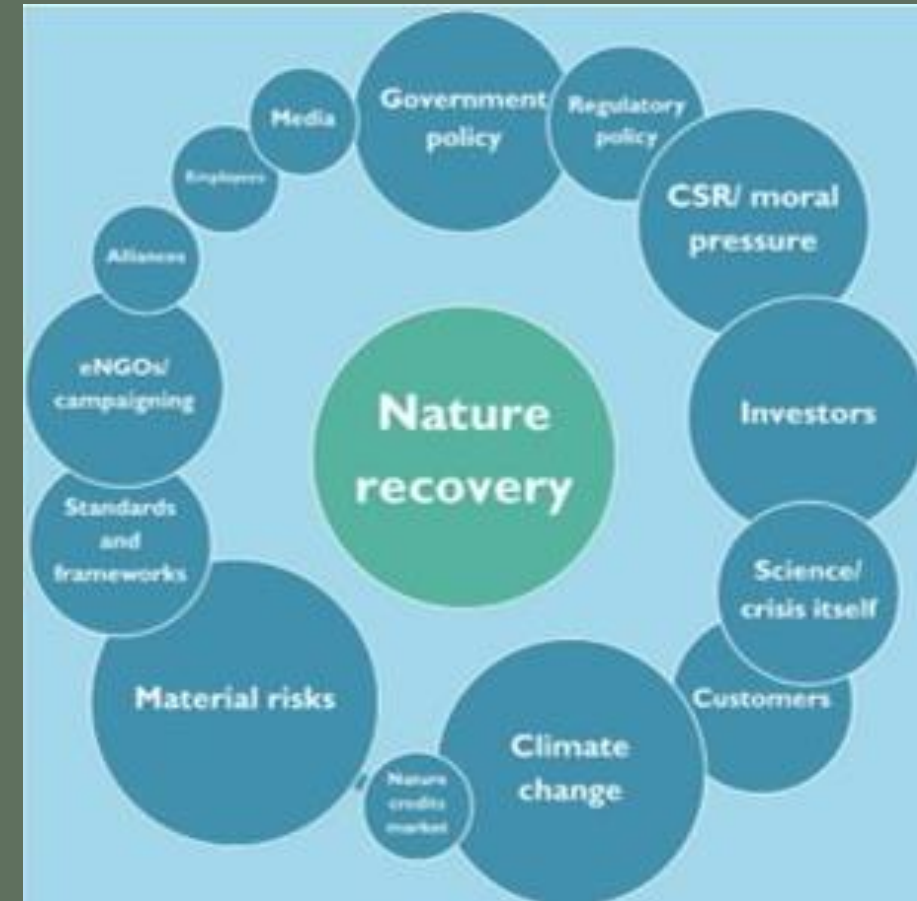 Nature
recovery
Government
policy
Regulatory
policy
CSR/ moral
pressure
Investors
Science/
crisis itself
Customers
Climate
change
Nature
credits
market
Material risks
Standards
and
frameworks
eNGOs/
campaigning
Alliances
Employees
Media